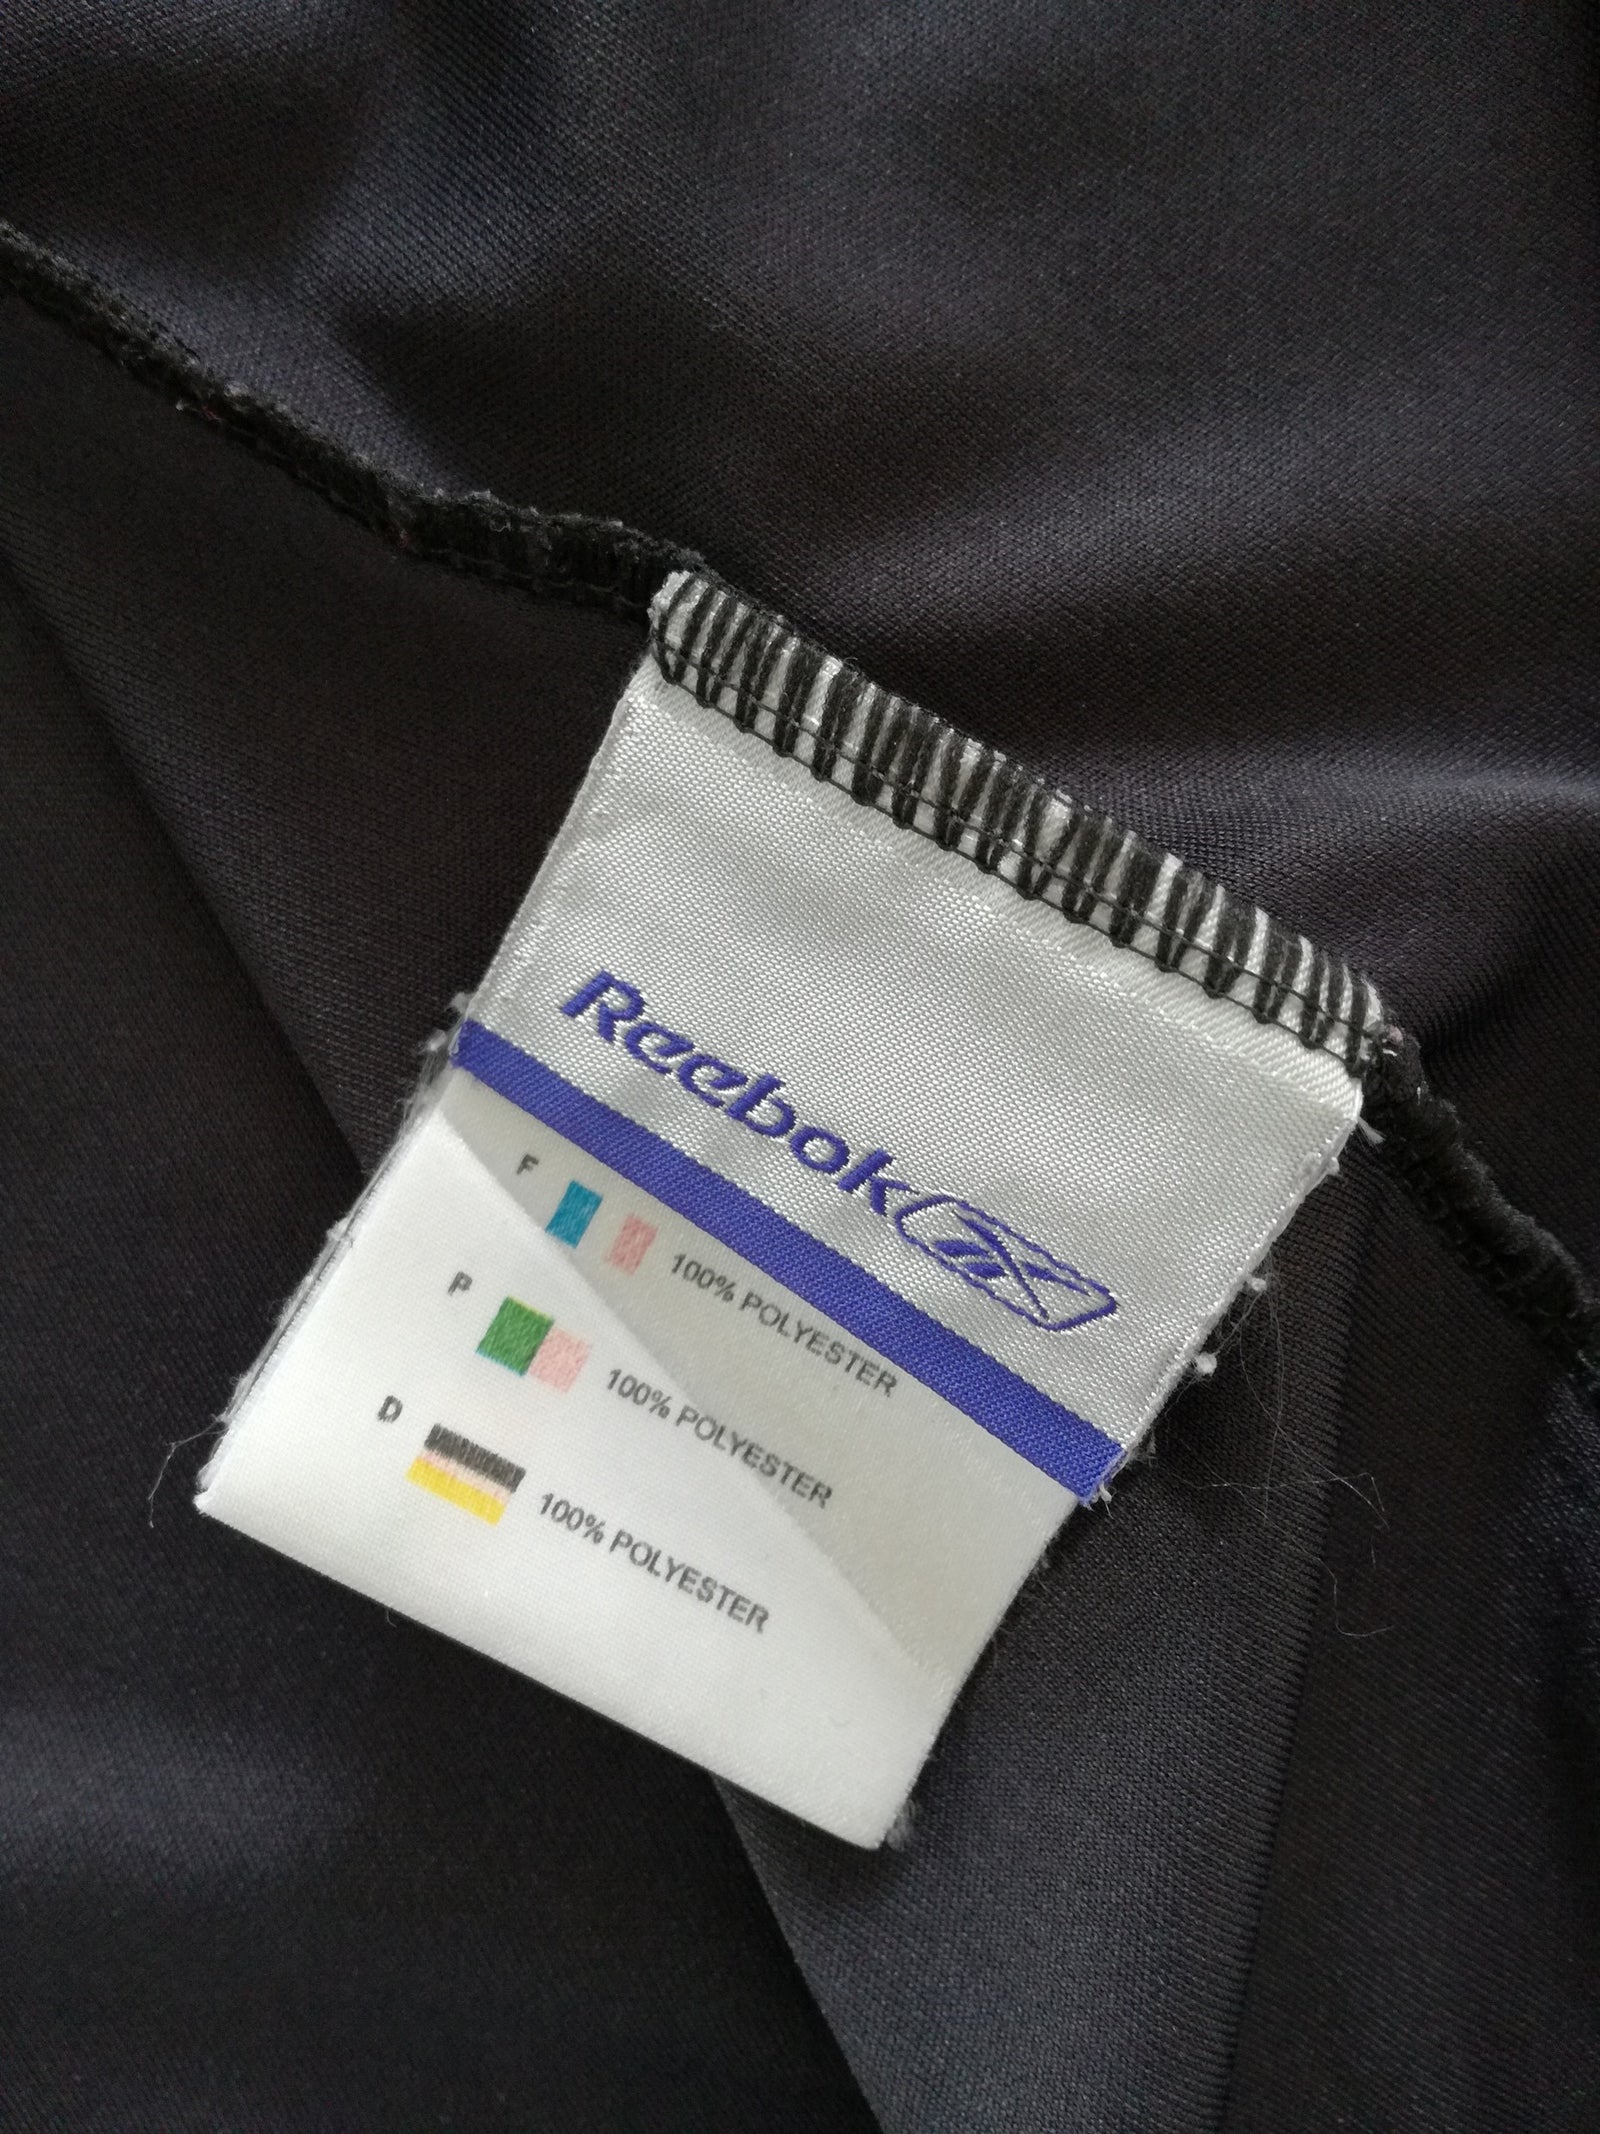 Reebok
F 100% POLYESTER
P 100% POLYESTER
D 100% POLYESTER